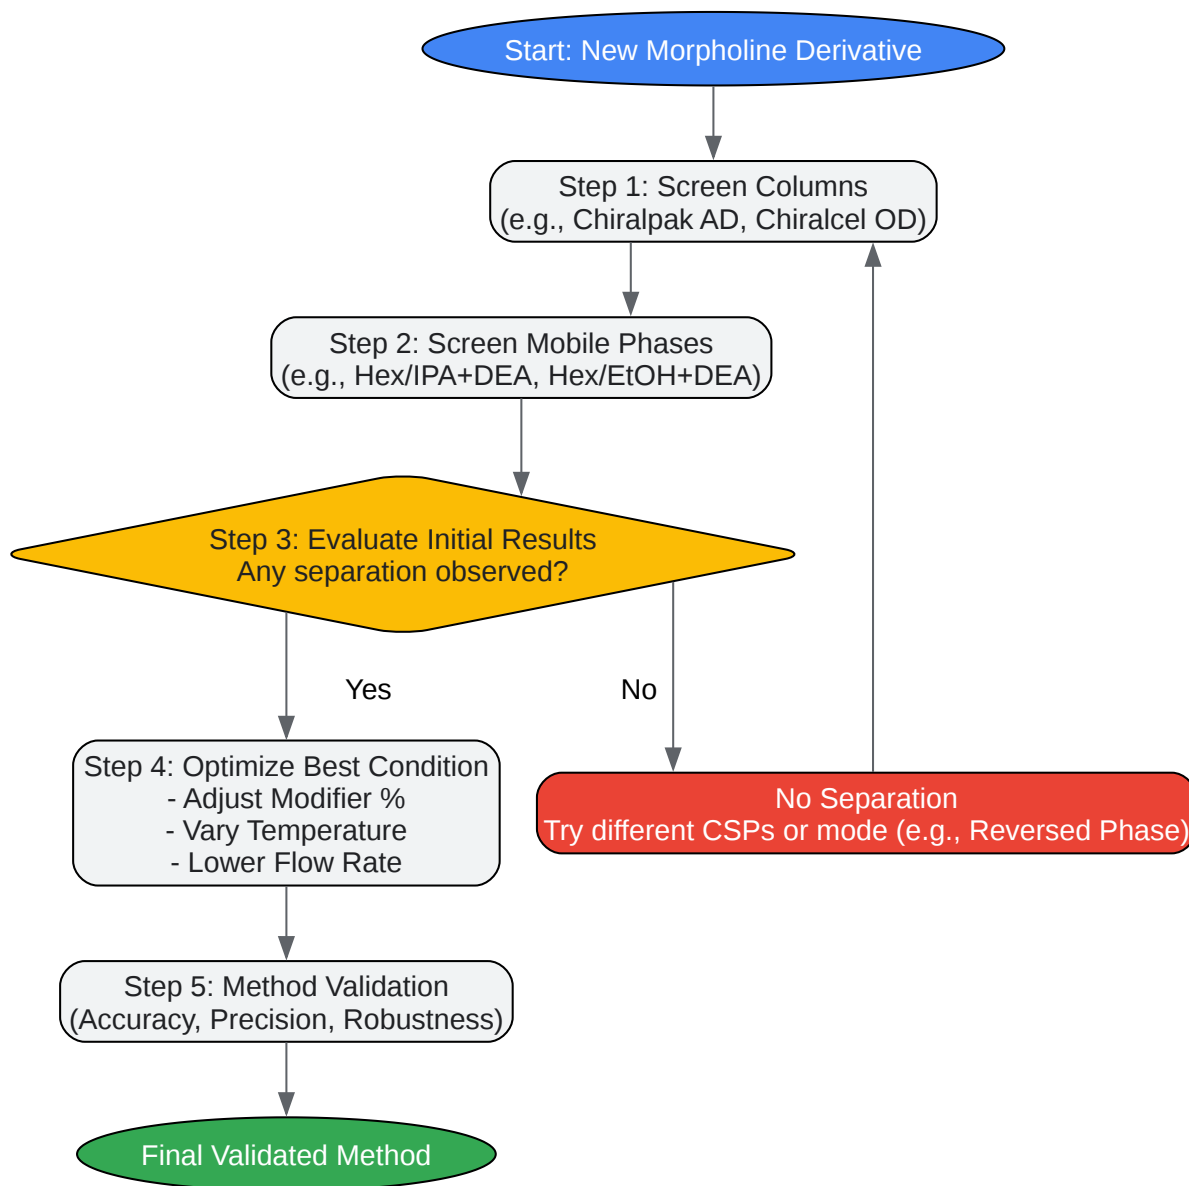 Start: New Morpholine Derivative
Step 1: Screen Columns
(e.g., Chiralpak AD, Chiralcel OD)
Step 2: Screen Mobile Phases
(e.g., Hex/IPA+DEA, Hex/EtOH+DEA)
Step 3: Evaluate Initial Results
Any separation observed?
Yes
No
Step 4: Optimize Best Condition
- Adjust Modifier %
- Vary Temperature
- Lower Flow Rate
No Separation
Try different CSPs or mode (e.g., Reversed Phase)
Step 5: Method Validation
(Accuracy, Precision, Robustness)
Final Validated Method